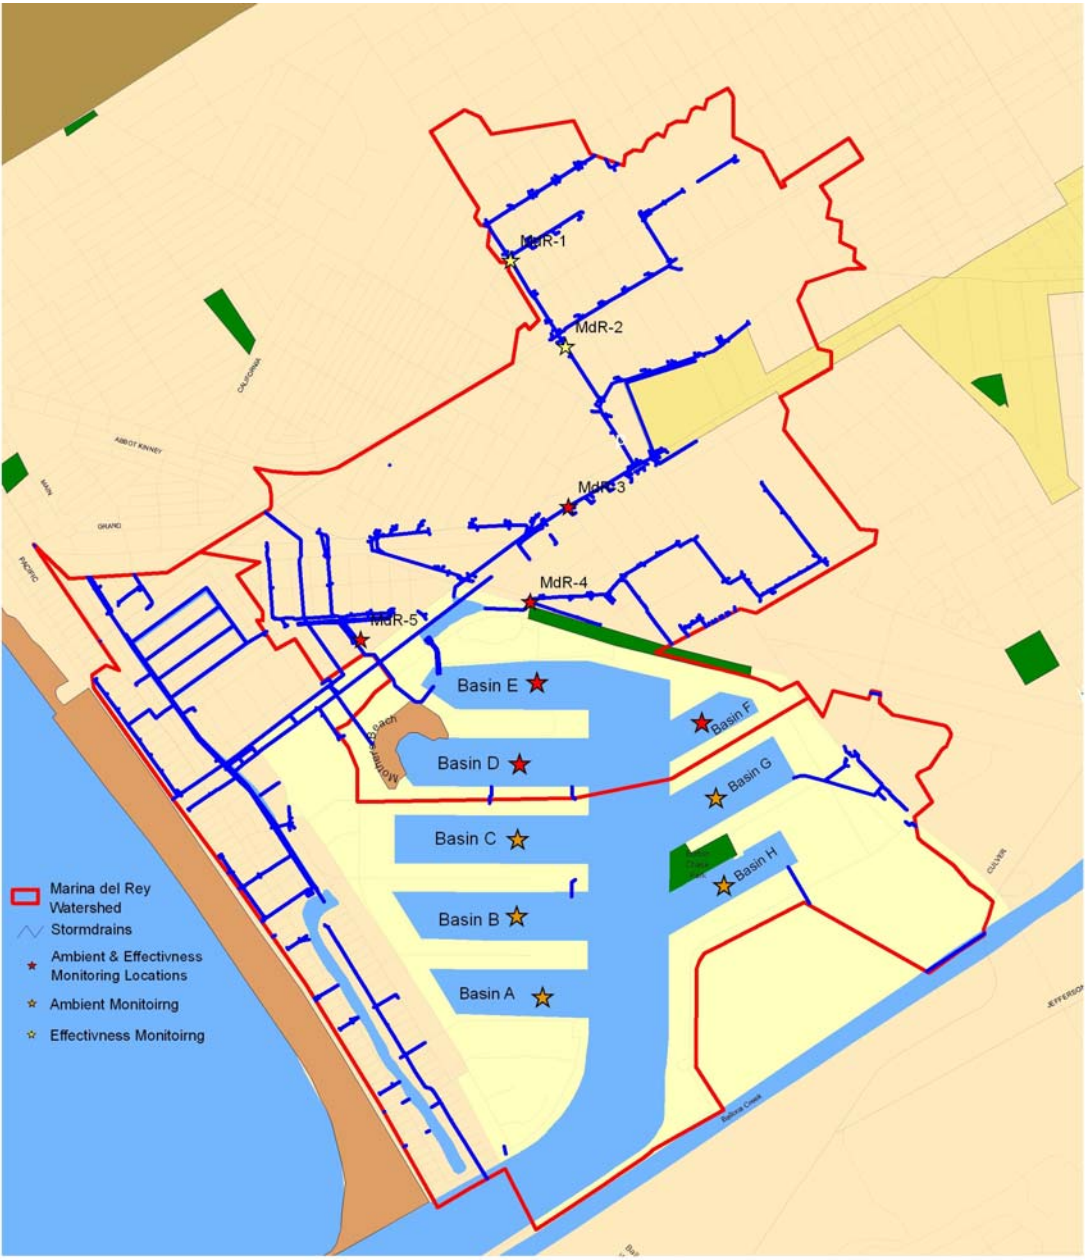 MdR-1
MdR-2
CALIFORNIA
ABBOT KINNEY
MAIN
MdR-3
GRAND
PACIFIC
MdR-4
MdR-5
Basin E
Basin F
Mother's Beach
Basin D
Basin G
Basin C
Basin H
CULVER
Marina del Rey
Watershed
Stormdrains
Basin B
Ambient & Effectivness
Monitoring Locations
Basin A
JEFFERSON
Ambient Monitoirng
Effectivness Monitoirng
Ballona Creek